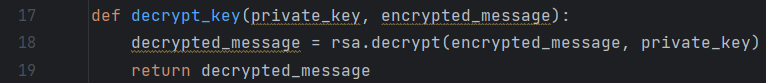 17 def decrypt_key(private_key, encrypted_message):
18     decrypted_message = rsa.decrypt(encrypted_message, private_key)
19     return decrypted_message